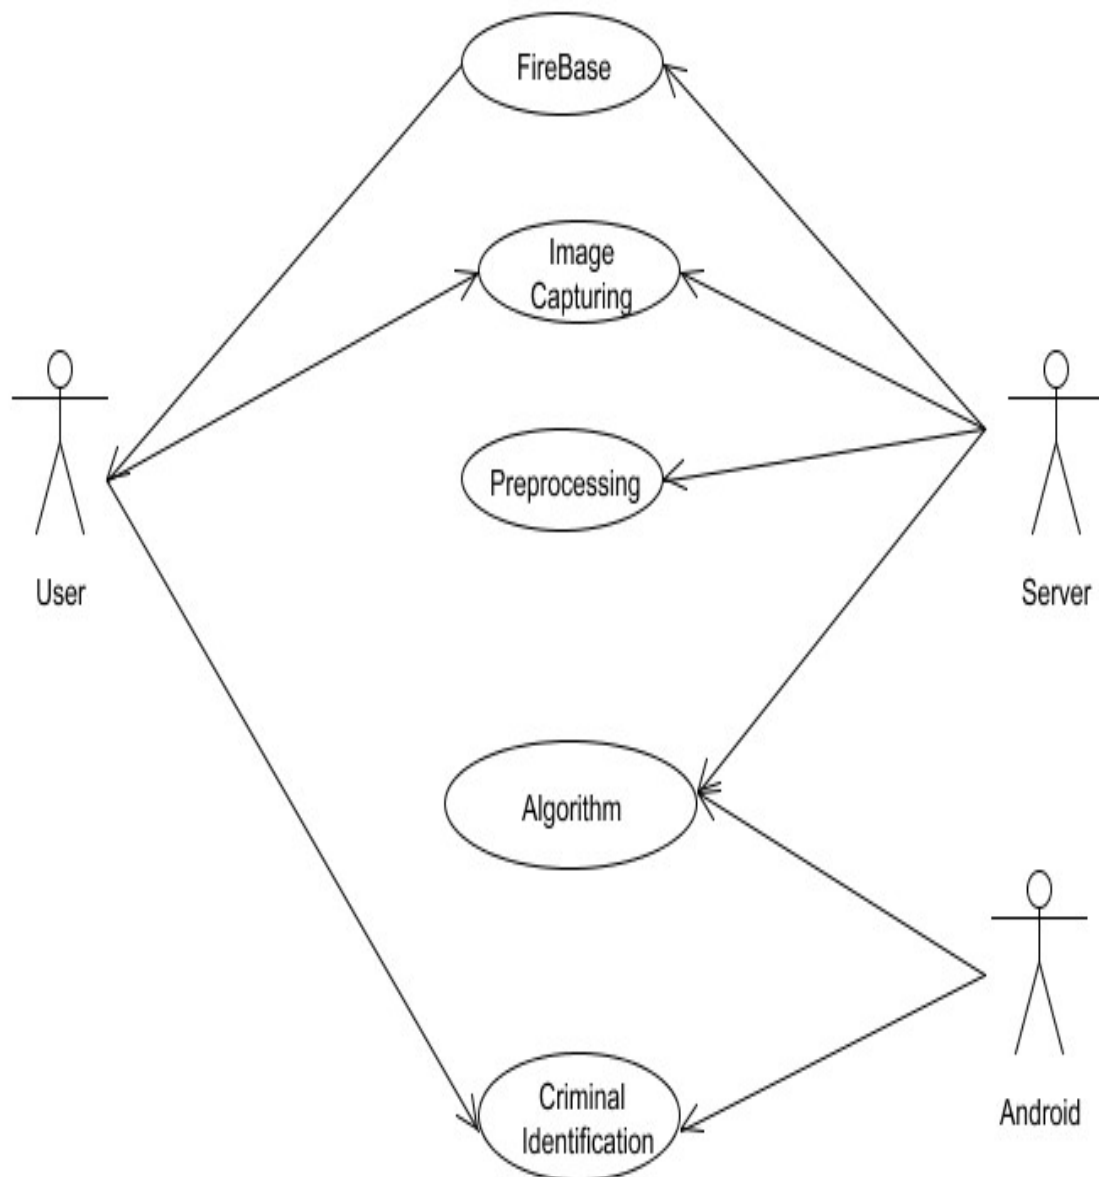 FireBase
Image
Capturing
Preprocessing
User
Server
Algorithm
Criminal
Identification
Android